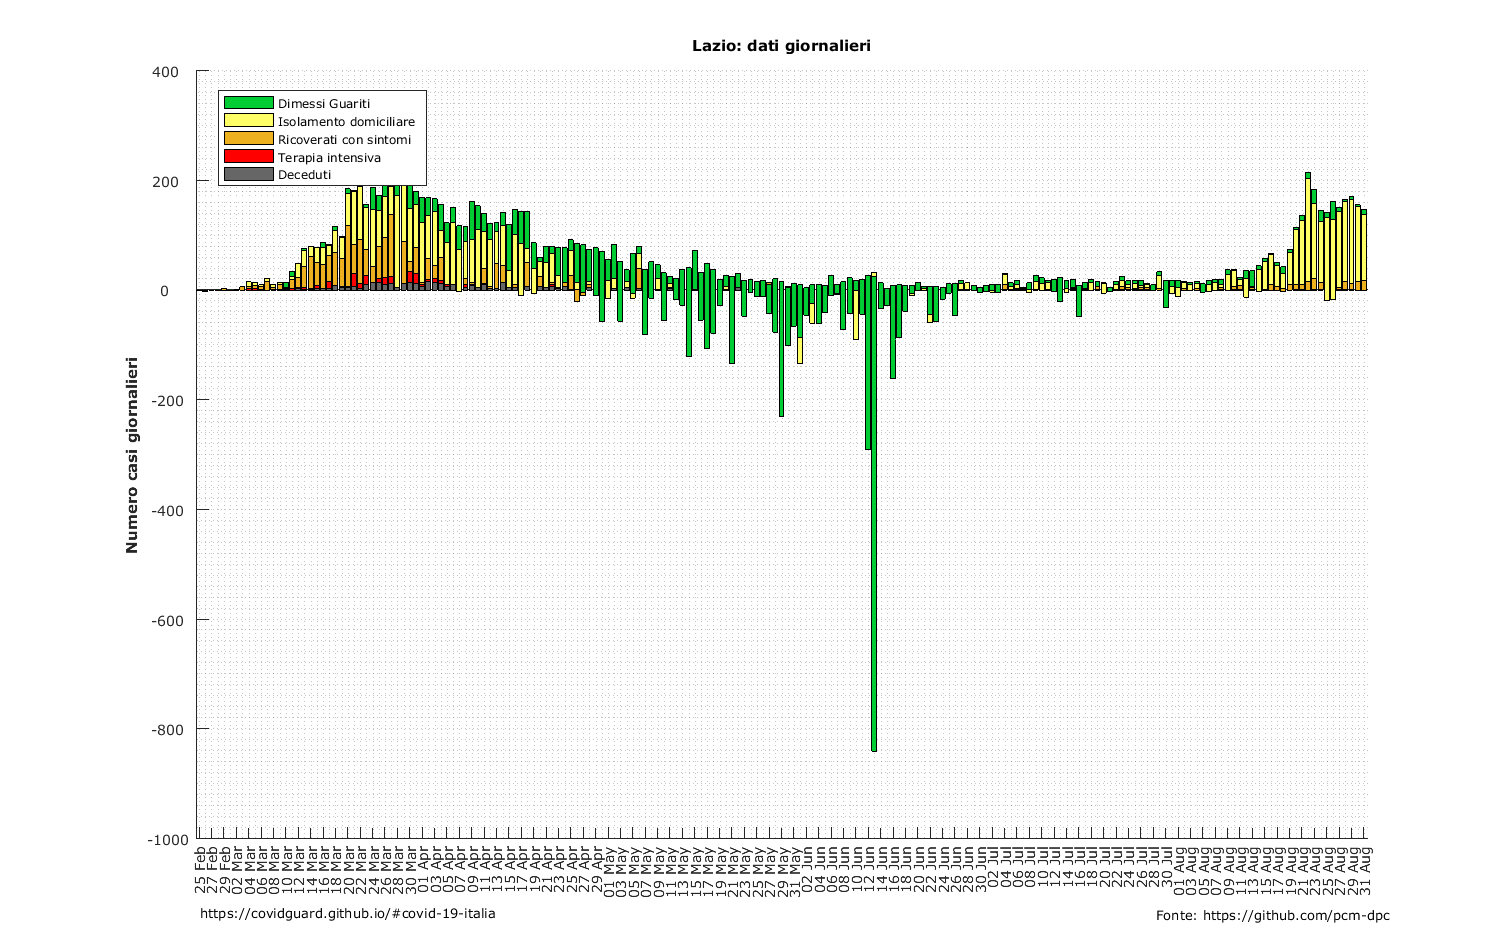 Lazio: dati giornalieri
400
200
0
-200
-400
-600
-800
-1000
Numero casi giornalieri
Dimessi Guariti
Isolamento domiciliare
Ricoverati con sintomi
Terapia intensiva
Deceduti
25 Feb
27 Feb
29 Feb
02 Mar
04 Mar
06 Mar
08 Mar
10 Mar
12 Mar
14 Mar
16 Mar
18 Mar
20 Mar
22 Mar
24 Mar
26 Mar
28 Mar
30 Mar
01 Apr
03 Apr
05 Apr
07 Apr
09 Apr
11 Apr
13 Apr
15 Apr
17 Apr
19 Apr
21 Apr
23 Apr
25 Apr
27 Apr
29 Apr
01 May
03 May
05 May
07 May
09 May
11 May
13 May
15 May
17 May
19 May
21 May
23 May
25 May
27 May
29 May
31 May
02 Jun
04 Jun
06 Jun
08 Jun
10 Jun
12 Jun
14 Jun
16 Jun
18 Jun
20 Jun
22 Jun
24 Jun
26 Jun
28 Jun
30 Jun
02 Jul
04 Jul
06 Jul
08 Jul
10 Jul
12 Jul
14 Jul
16 Jul
18 Jul
20 Jul
22 Jul
24 Jul
26 Jul
28 Jul
30 Jul
01 Aug
03 Aug
05 Aug
07 Aug
09 Aug
11 Aug
13 Aug
15 Aug
17 Aug
19 Aug
21 Aug
23 Aug
25 Aug
27 Aug
29 Aug
31 Aug
https://covidguard.github.io/#covid-19-italia
Fonte: https://github.com/pcm-dpc